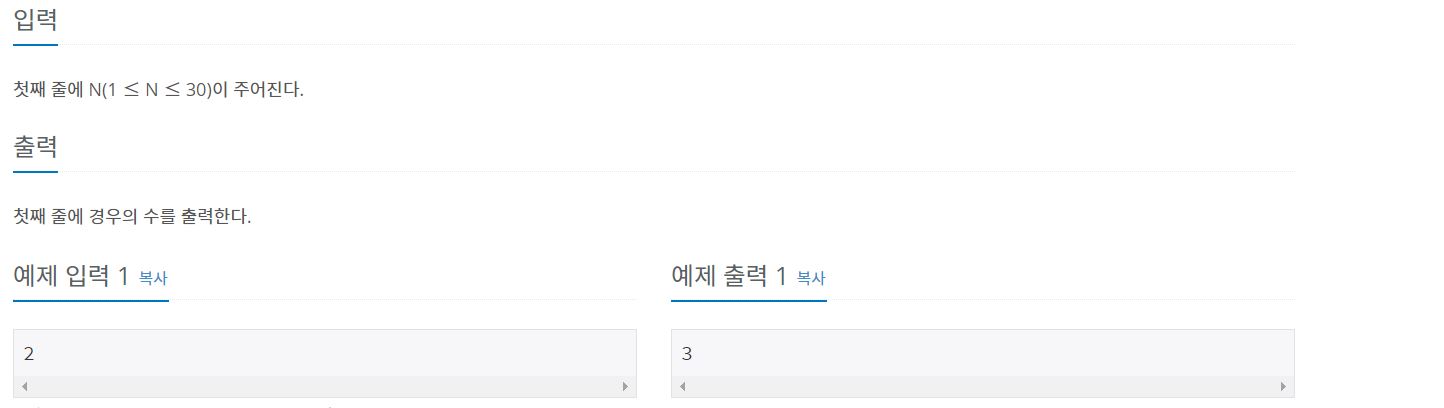 입력
첫째 줄에 N(1 ≤ N ≤ 30)이 주어진다.
출력
첫째 줄에 경우의 수를 출력한다.
예제 입력 1 복사
예제 출력 1 복사
2
3